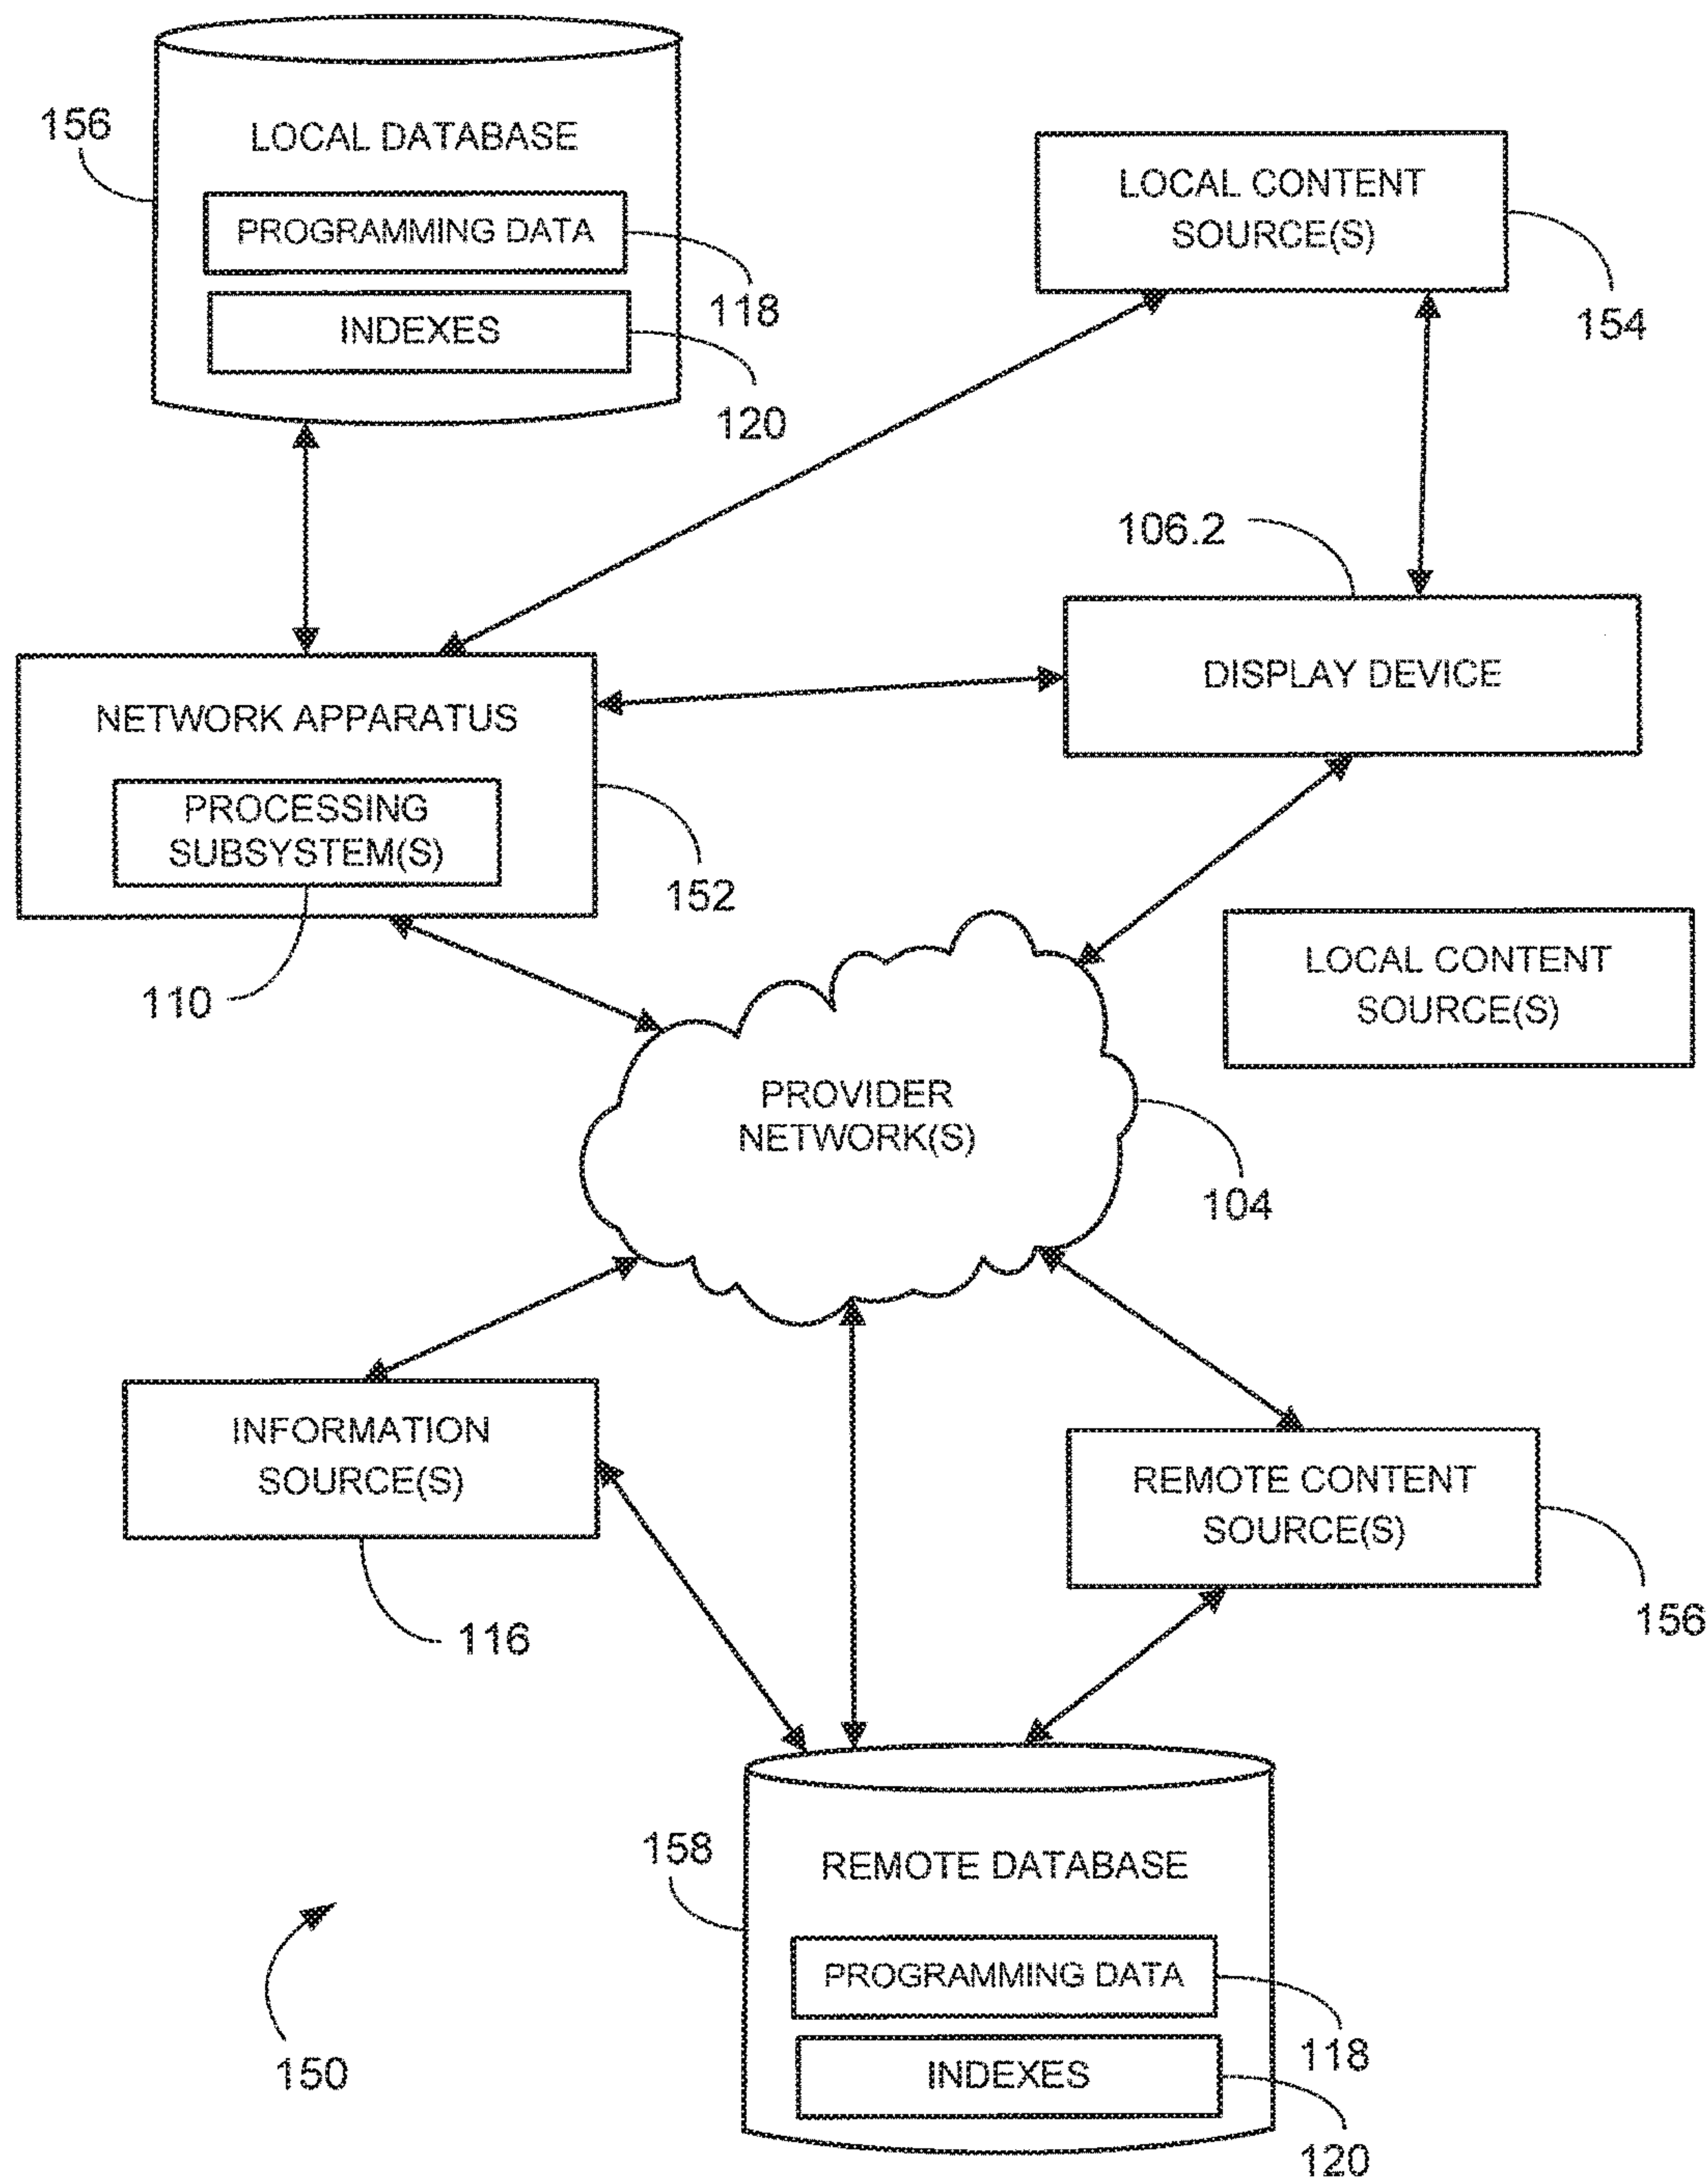 156
LOCAL DATABASE
PROGRAMMING DATA
118
INDEXES
120
LOCAL CONTENT
SOURCE(S)
154
106.2
DISPLAY DEVICE
NETWORK APPARATUS
PROCESSING
SUBSYSTEM(S)
152
110
LOCAL CONTENT
SOURCE(S)
PROVIDER
NETWORK(S)
104
INFORMATION
SOURCE(S)
116
REMOTE CONTENT
SOURCE(S)
156
158
REMOTE DATABASE
PROGRAMMING DATA
118
INDEXES
120
150